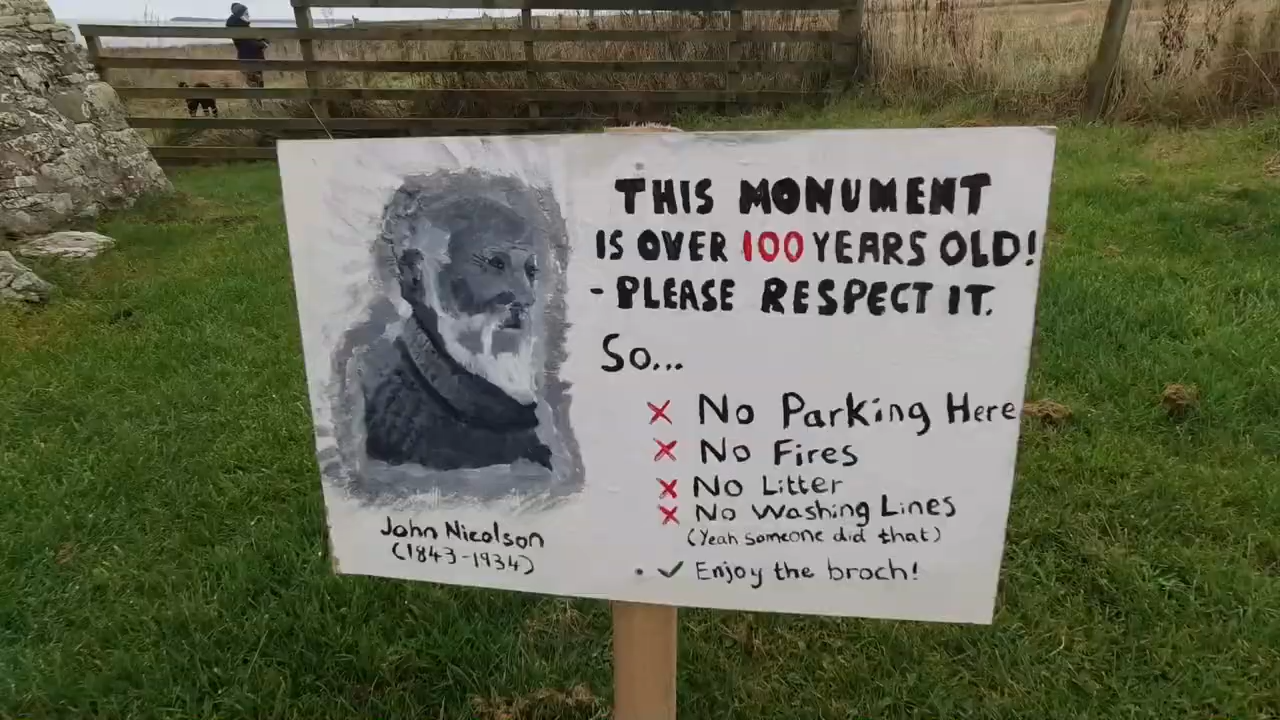 THIS MONUMENT
IS OVER 100 YEARS OLD!
- PLEASE RESPECT IT.
So...
x No Parking Here
x No Fires
x No Litter
x No Washing Lines
(Yeah someone did that)
• ✓ Enjoy the broch!
John Nicolson
(1843-1934)